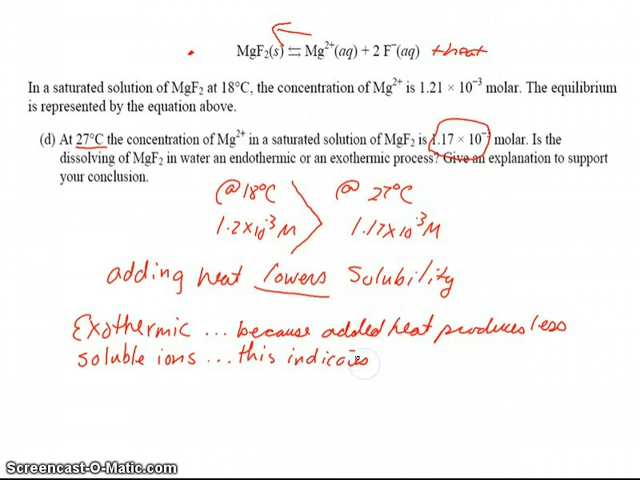 MgF₂(s) ⇌ Mg²⁺(aq) + 2 F⁻(aq) + heat
In a saturated solution of MgF₂ at 18°C, the concentration of Mg²⁺ is 1.21 × 10⁻³ molar. The equilibrium
is represented by the equation above.
(d) At 27°C the concentration of Mg²⁺ in a saturated solution of MgF₂ is 1.17 × 10⁻³ molar. Is the
dissolving of MgF₂ in water an endothermic or an exothermic process? Give an explanation to support
your conclusion.
@ 18°C @ 27°C
1.2×10⁻³ M > 1.17×10⁻³ M
adding heat lowers Solubility
Exothermic ... because added heat produces less
soluble ions ... this indicates
Screencast-O-Matic.com